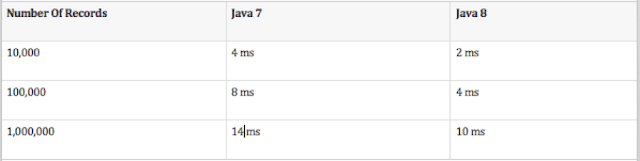 Number Of Records Java 7 Java 8
10,000 4 ms 2 ms
100,000 8 ms 4 ms
1,000,000 14 ms 10 ms